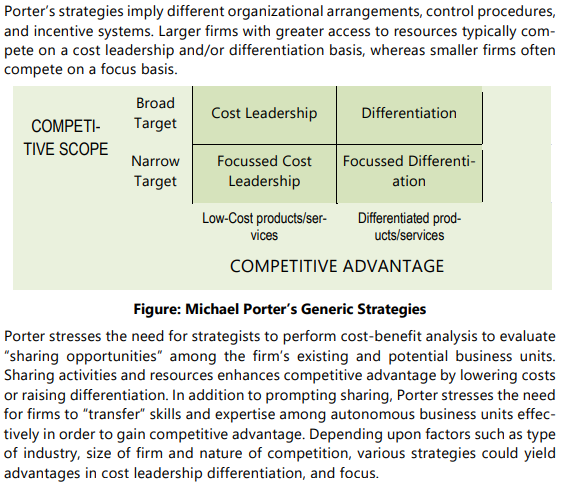 Porter’s strategies imply different organizational arrangements, control procedures,
and incentive systems. Larger firms with greater access to resources typically com-
pete on a cost leadership and/or differentiation basis, whereas smaller firms often
compete on a focus basis.
COMPETI-
TIVE SCOPE
Broad
Target
Cost Leadership
Differentiation
Narrow
Target
Focussed Cost
Leadership
Focussed Differenti-
ation
Low-Cost products/ser-
vices
Differentiated prod-
ucts/services
COMPETITIVE ADVANTAGE
Figure: Michael Porter’s Generic Strategies
Porter stresses the need for strategists to perform cost-benefit analysis to evaluate
“sharing opportunities” among the firm’s existing and potential business units.
Sharing activities and resources enhances competitive advantage by lowering costs
or raising differentiation. In addition to prompting sharing, Porter stresses the need
for firms to “transfer” skills and expertise among autonomous business units effec-
tively in order to gain competitive advantage. Depending upon factors such as type
of industry, size of firm and nature of competition, various strategies could yield
advantages in cost leadership differentiation, and focus.